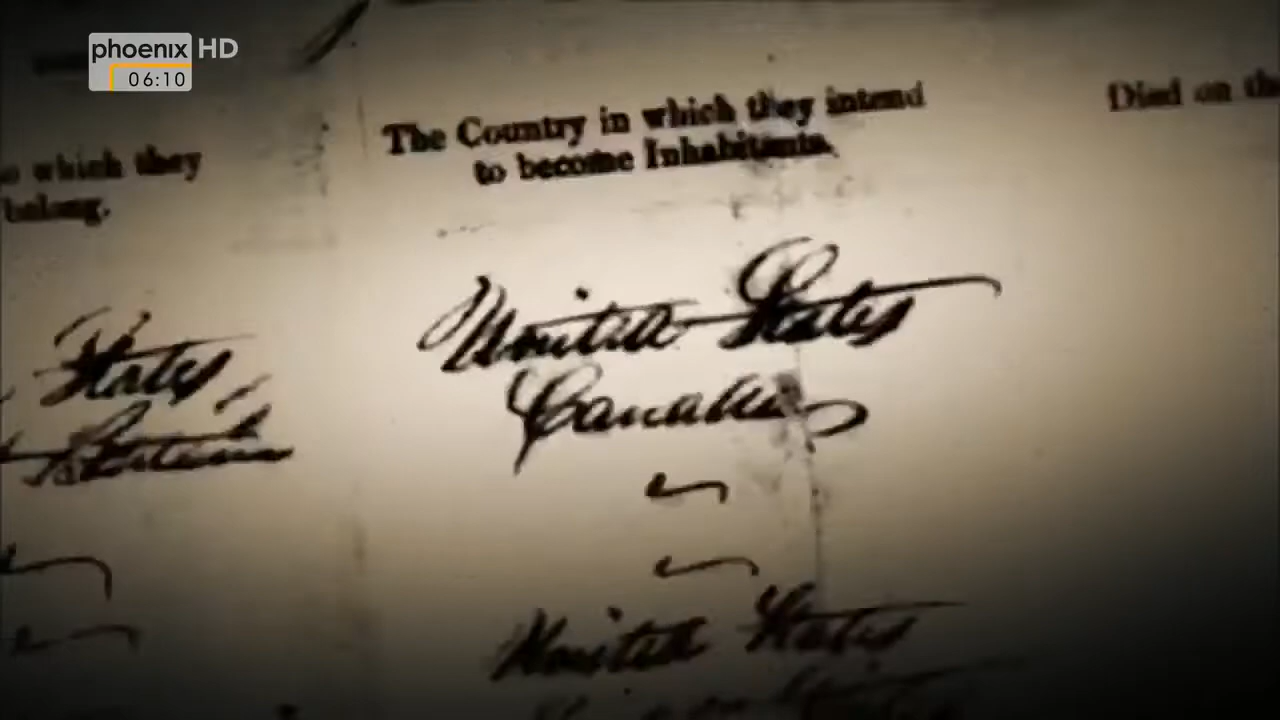 phoenix HD
06:10
The Country in which they intend
to become Inhabitants.
Died on the
which they
belong.
United States
Canada
States
United States